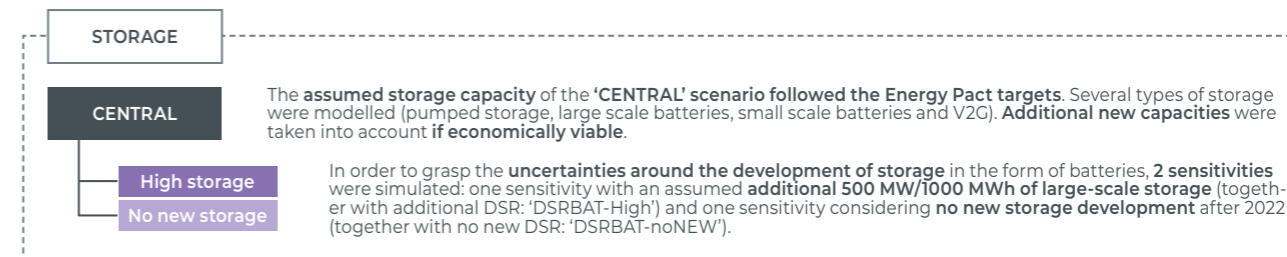 STORAGE
CENTRAL
The assumed storage capacity of the ‘CENTRAL’ scenario followed the Energy Pact targets. Several types of storage
were modelled (pumped storage, large scale batteries, small scale batteries and V2G). Additional new capacities were
taken into account if economically viable.
High storage
No new storage
In order to grasp the uncertainties around the development of storage in the form of batteries, 2 sensitivities
were simulated: one sensitivity with an assumed additional 500 MW/1000 MWh of large-scale storage (togeth-
er with additional DSR: ‘DSRBAT-High’) and one sensitivity considering no new storage development after 2022
(together with no new DSR: ‘DSRBAT-noNEW’).